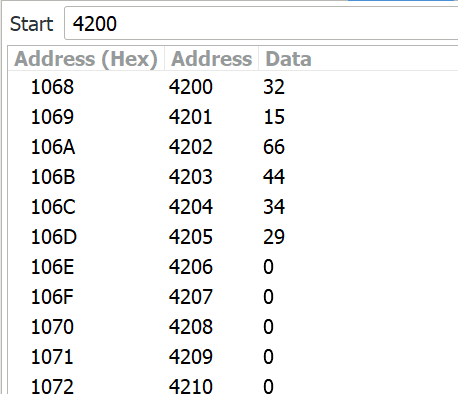 Start 4200
Address (Hex) Address Data
1068 4200 32
1069 4201 15
106A 4202 66
106B 4203 44
106C 4204 34
106D 4205 29
106E 4206 0
106F 4207 0
1070 4208 0
1071 4209 0
1072 4210 0